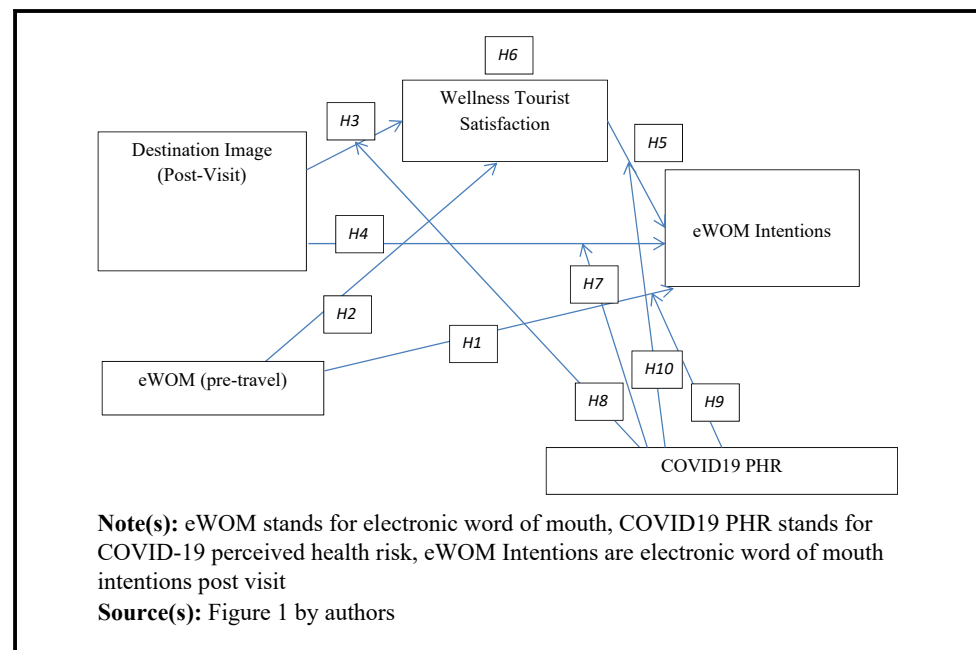 H6
Wellness Tourist
Satisfaction
H3
H5
Destination Image
(Post-Visit)
eWOM Intentions
H4
H7
H2
H1
H10
eWOM (pre-travel)
H8
H9
COVID19 PHR
Note(s): eWOM stands for electronic word of mouth, COVID19 PHR stands for
COVID-19 perceived health risk, eWOM Intentions are electronic word of mouth
intentions post visit
Source(s): Figure 1 by authors